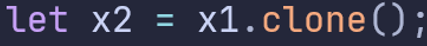 let x2 = x1.clone();